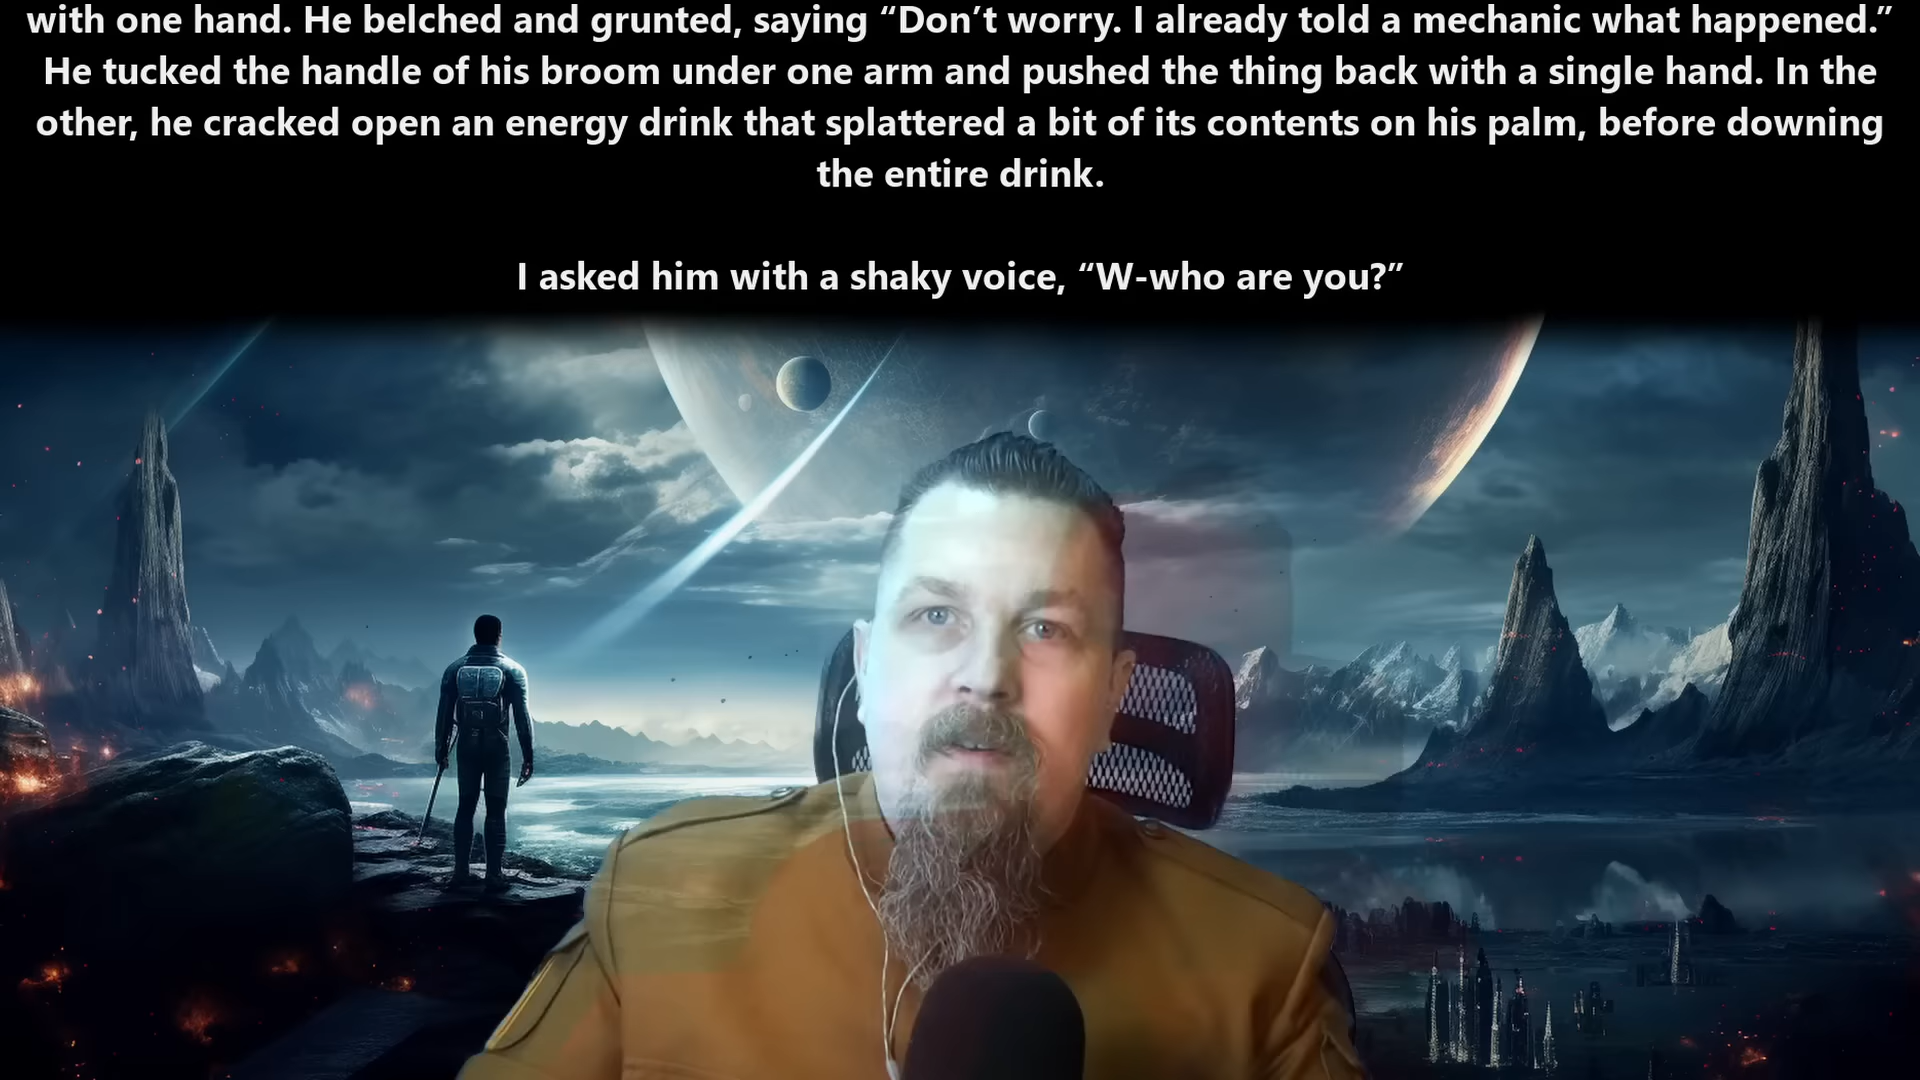 with one hand. He belched and grunted, saying “Don’t worry. I already told a mechanic what happened.”
He tucked the handle of his broom under one arm and pushed the thing back with a single hand. In the
other, he cracked open an energy drink that splattered a bit of its contents on his palm, before downing
the entire drink.
I asked him with a shaky voice, “W-who are you?”